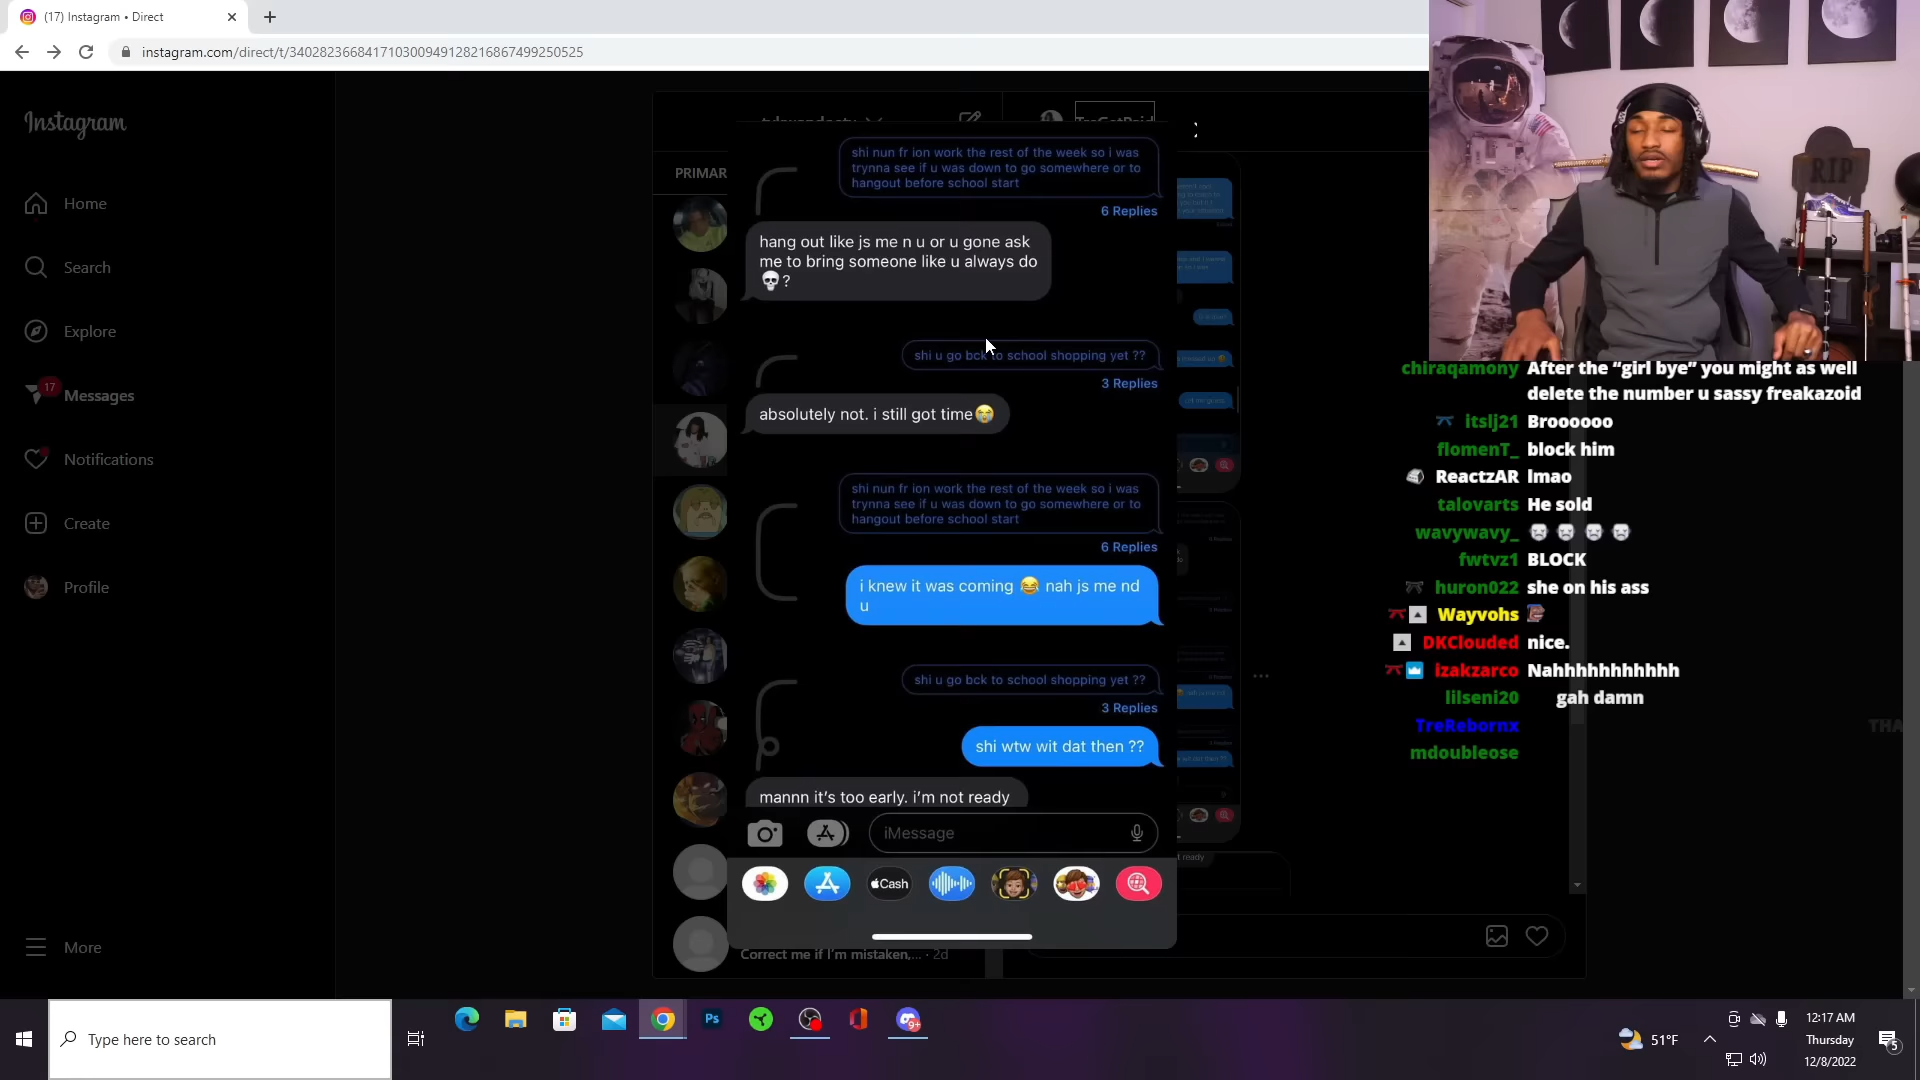 (17) Instagram • Direct
instagram.com/direct/t/340282366841710300949128216867499250525
Instagram
Home
Search
Explore
17
Messages
Notifications
Create
Profile
More
PRIMAR
shi nun fr ion work the rest of the week so i was
trynna see if u was down to go somewhere or to
hangout before school start
6 Replies
hang out like js me n u or u gone ask
me to bring someone like u always do
💀?
shi u go bck to school shopping yet ??
3 Replies
absolutely not. i still got time😭
shi nun fr ion work the rest of the week so i was
trynna see if u was down to go somewhere or to
hangout before school start
6 Replies
i knew it was coming 😂 nah js me nd
u
shi u go bck to school shopping yet ??
3 Replies
shi wtw wit dat then ??
mannn it's too early. i'm not ready
iMessage
Cash
Correct me if I'm mistaken,... · 2d
t ready
RIP
chiraqamony After the “girl bye” you might as well
delete the number u sassy freakazoid
itslj21 Broooooo
flomenT_ block him
ReactzAR lmao
talovarts He sold
wavywavy_
fwtvz1 BLOCK
huron022 she on his ass
Wayvohs
DKClouded nice.
izakzarco Nahhhhhhhhhhh
lilseni20 gah damn
TreRebornx
mdoubleose
THA
Type here to search
Ps
9+
51°F
12:17 AM
Thursday
12/8/2022
5